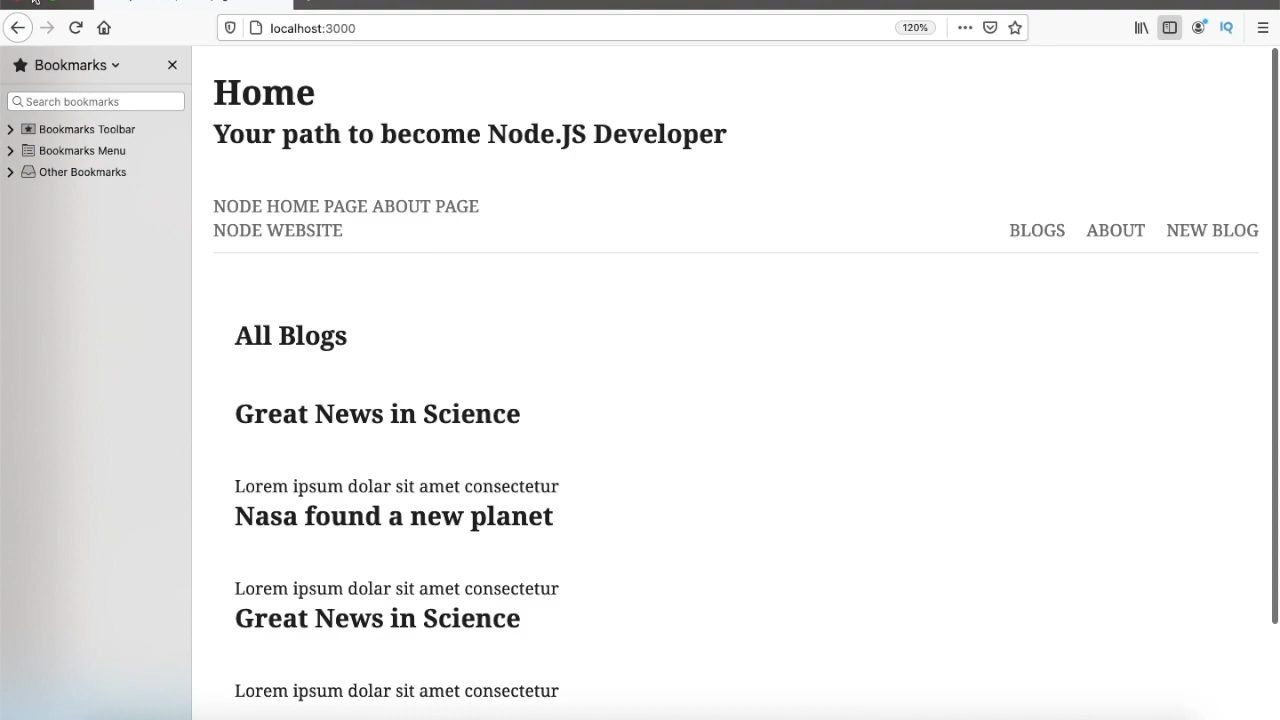 localhost:3000
120%
Bookmarks
Search bookmarks
Bookmarks Toolbar
Bookmarks Menu
Other Bookmarks
Home
Your path to become Node.JS Developer
NODE HOME PAGE ABOUT PAGE
NODE WEBSITE
BLOGS ABOUT NEW BLOG
All Blogs
Great News in Science
Lorem ipsum dolar sit amet consectetur
Nasa found a new planet
Lorem ipsum dolar sit amet consectetur
Great News in Science
Lorem ipsum dolar sit amet consectetur